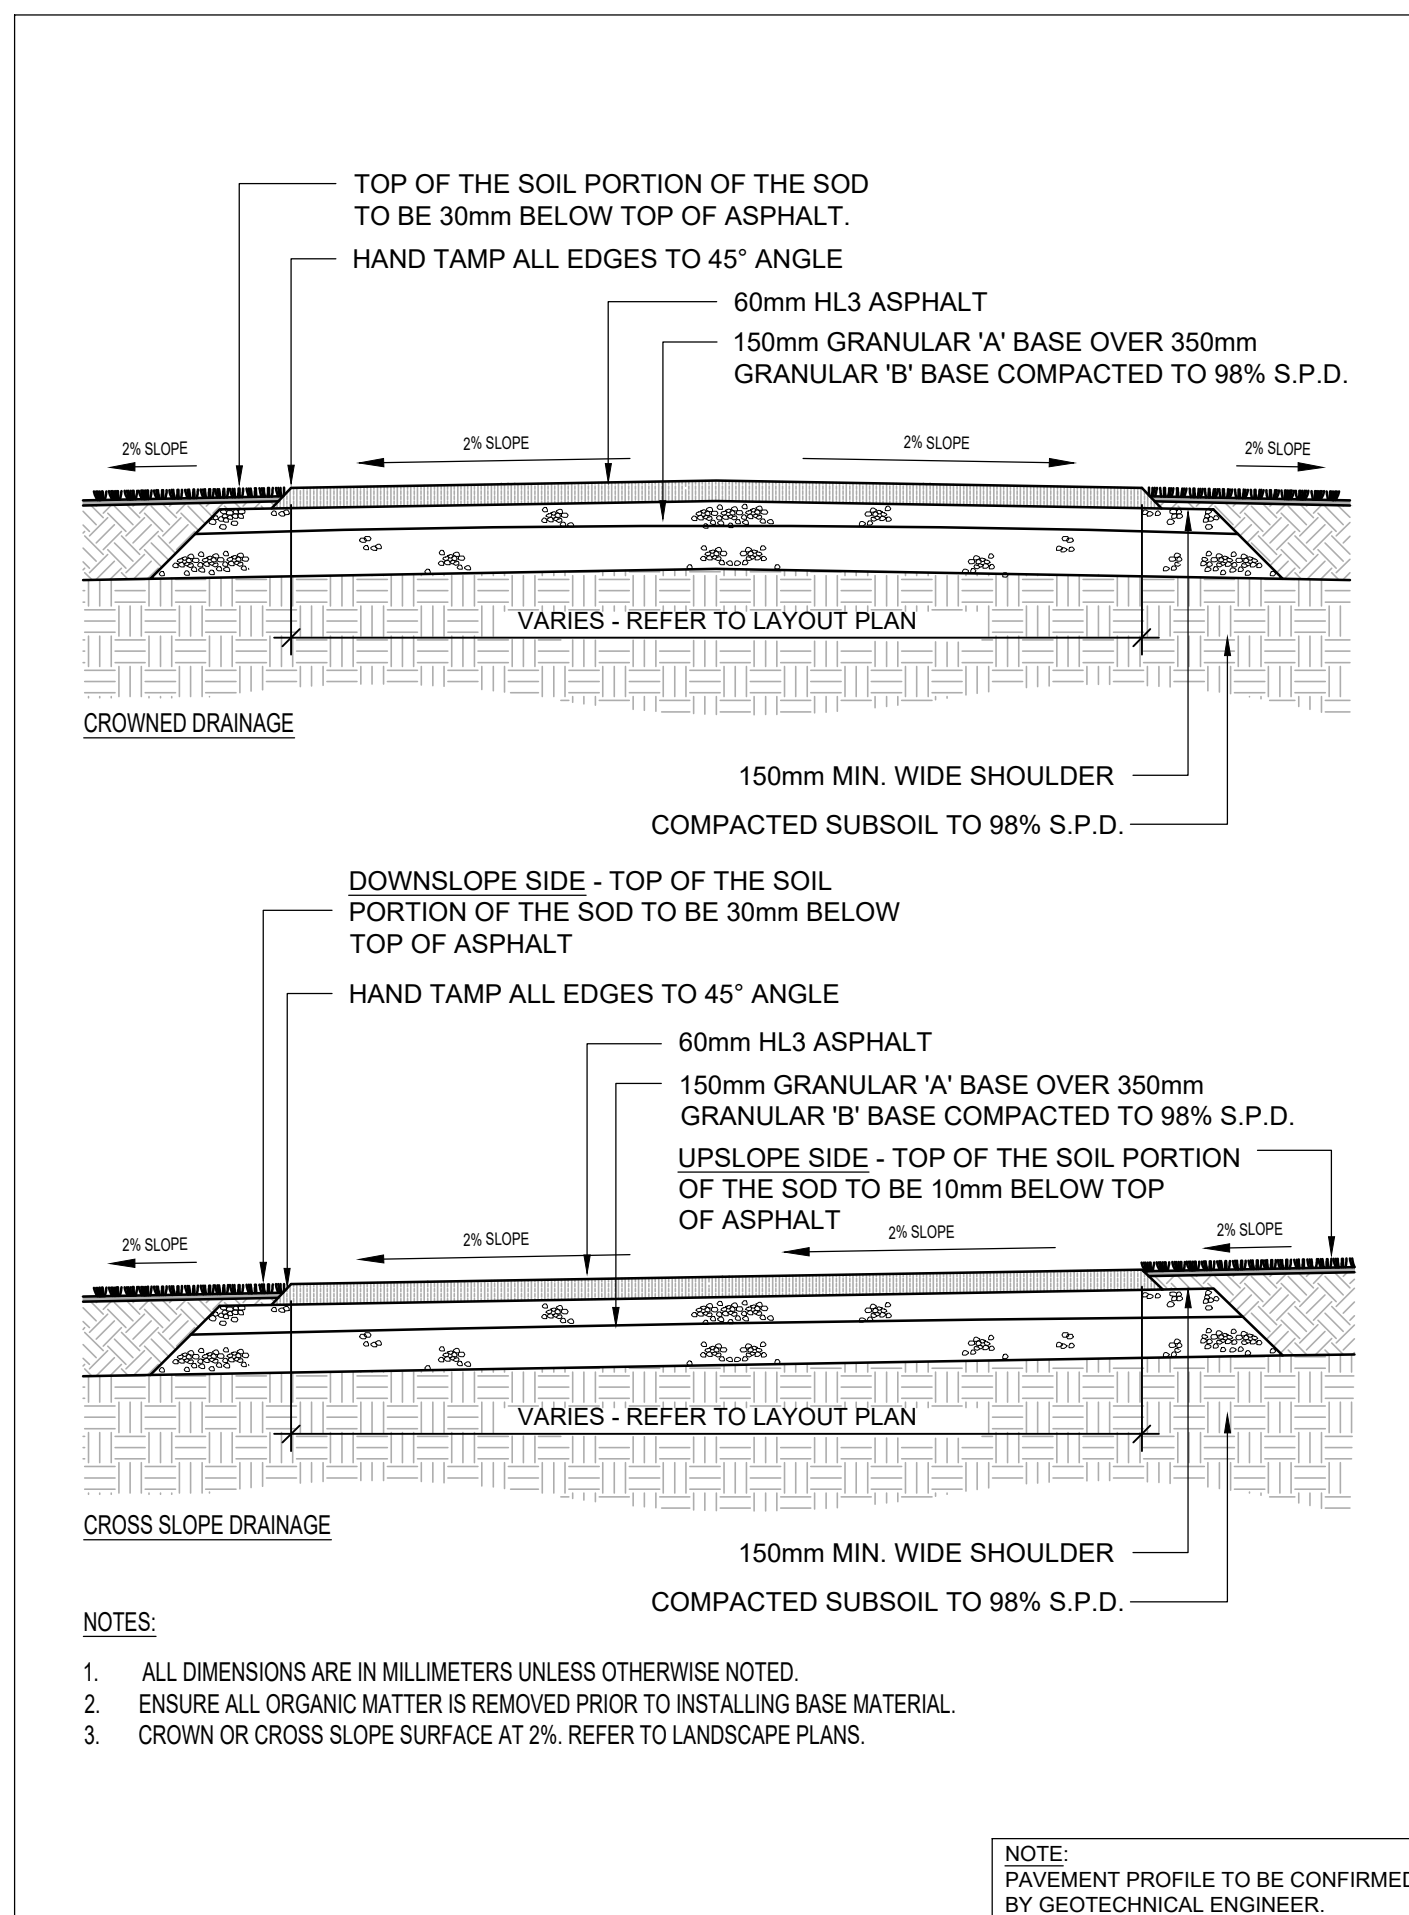 TOP OF THE SOIL PORTION OF THE SOD
TO BE 30mm BELOW TOP OF ASPHALT.
HAND TAMP ALL EDGES TO 45° ANGLE
60mm HL3 ASPHALT
150mm GRANULAR 'A' BASE OVER 350mm
GRANULAR 'B' BASE COMPACTED TO 98% S.P.D.
2% SLOPE
2% SLOPE
2% SLOPE
2% SLOPE
VARIES - REFER TO LAYOUT PLAN
CROWNED DRAINAGE
150mm MIN. WIDE SHOULDER
COMPACTED SUBSOIL TO 98% S.P.D.
DOWNSLOPE SIDE - TOP OF THE SOIL
PORTION OF THE SOD TO BE 30mm BELOW
TOP OF ASPHALT
HAND TAMP ALL EDGES TO 45° ANGLE
60mm HL3 ASPHALT
150mm GRANULAR 'A' BASE OVER 350mm
GRANULAR 'B' BASE COMPACTED TO 98% S.P.D.
UPSLOPE SIDE - TOP OF THE SOIL PORTION
OF THE SOD TO BE 10mm BELOW TOP
OF ASPHALT
2% SLOPE
2% SLOPE
2% SLOPE
2% SLOPE
VARIES - REFER TO LAYOUT PLAN
CROSS SLOPE DRAINAGE
150mm MIN. WIDE SHOULDER
COMPACTED SUBSOIL TO 98% S.P.D.
NOTES:
1. ALL DIMENSIONS ARE IN MILLIMETERS UNLESS OTHERWISE NOTED.
2. ENSURE ALL ORGANIC MATTER IS REMOVED PRIOR TO INSTALLING BASE MATERIAL.
3. CROWN OR CROSS SLOPE SURFACE AT 2%. REFER TO LANDSCAPE PLANS.
NOTE:
PAVEMENT PROFILE TO BE CONFIRMED
BY GEOTECHNICAL ENGINEER.